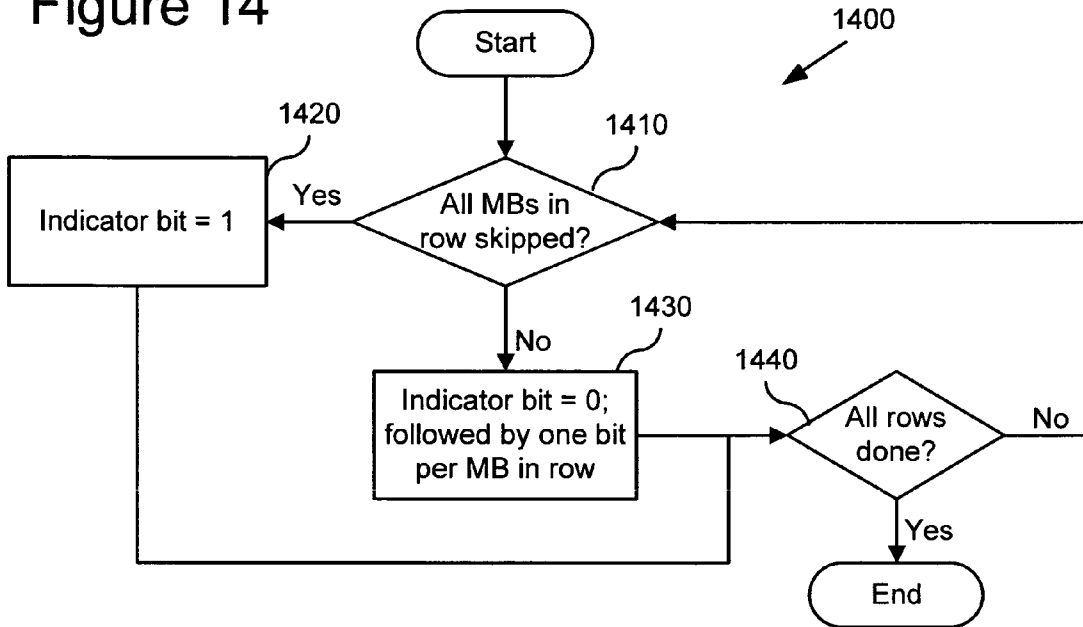 Figure 14
1400
Start
1420
1410
Yes
Indicator bit = 1
All MBs in
row skipped?
No
1430
Indicator bit = 0;
followed by one bit
per MB in row
1440
All rows
done?
No
Yes
End